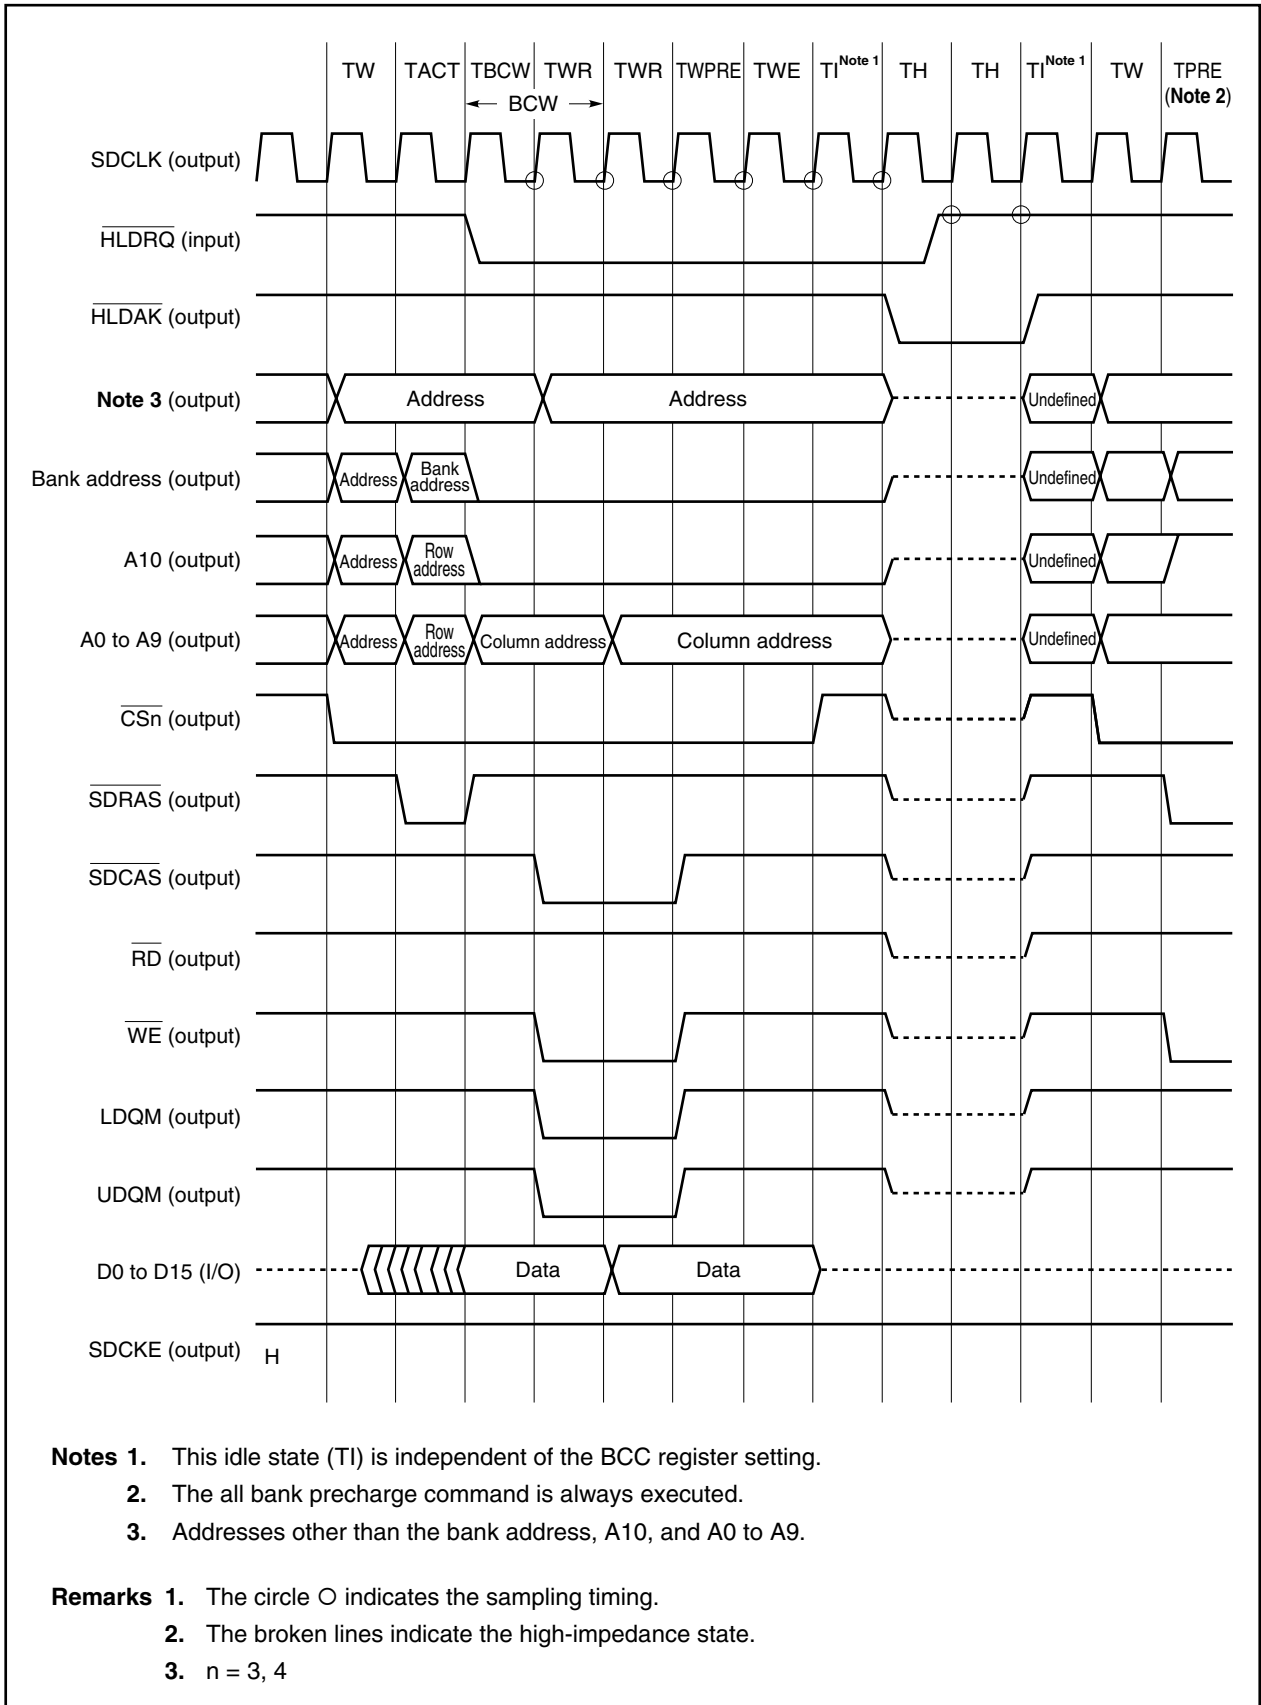 TW TACT TBCW TWR TWR TWPRE TWE TI Note 1 TH TH TI Note 1 TW TPRE
(Note 2)
BCW
SDCLK (output)
HLDRQ (input)
HLDAK (output)
Note 3 (output) Address Address Undefined
Bank address (output) Address Bank address Undefined
A10 (output) Address Row address Undefined
A0 to A9 (output) Address Row address Column address Column address Undefined
CSn (output)
SDRAS (output)
SDCAS (output)
RD (output)
WE (output)
LDQM (output)
UDQM (output)
D0 to D15 (I/O) Data Data
SDCKE (output) H
Notes 1. This idle state (TI) is independent of the BCC register setting.
2. The all bank precharge command is always executed.
3. Addresses other than the bank address, A10, and A0 to A9.
Remarks 1. The circle O indicates the sampling timing.
2. The broken lines indicate the high-impedance state.
3. n = 3, 4